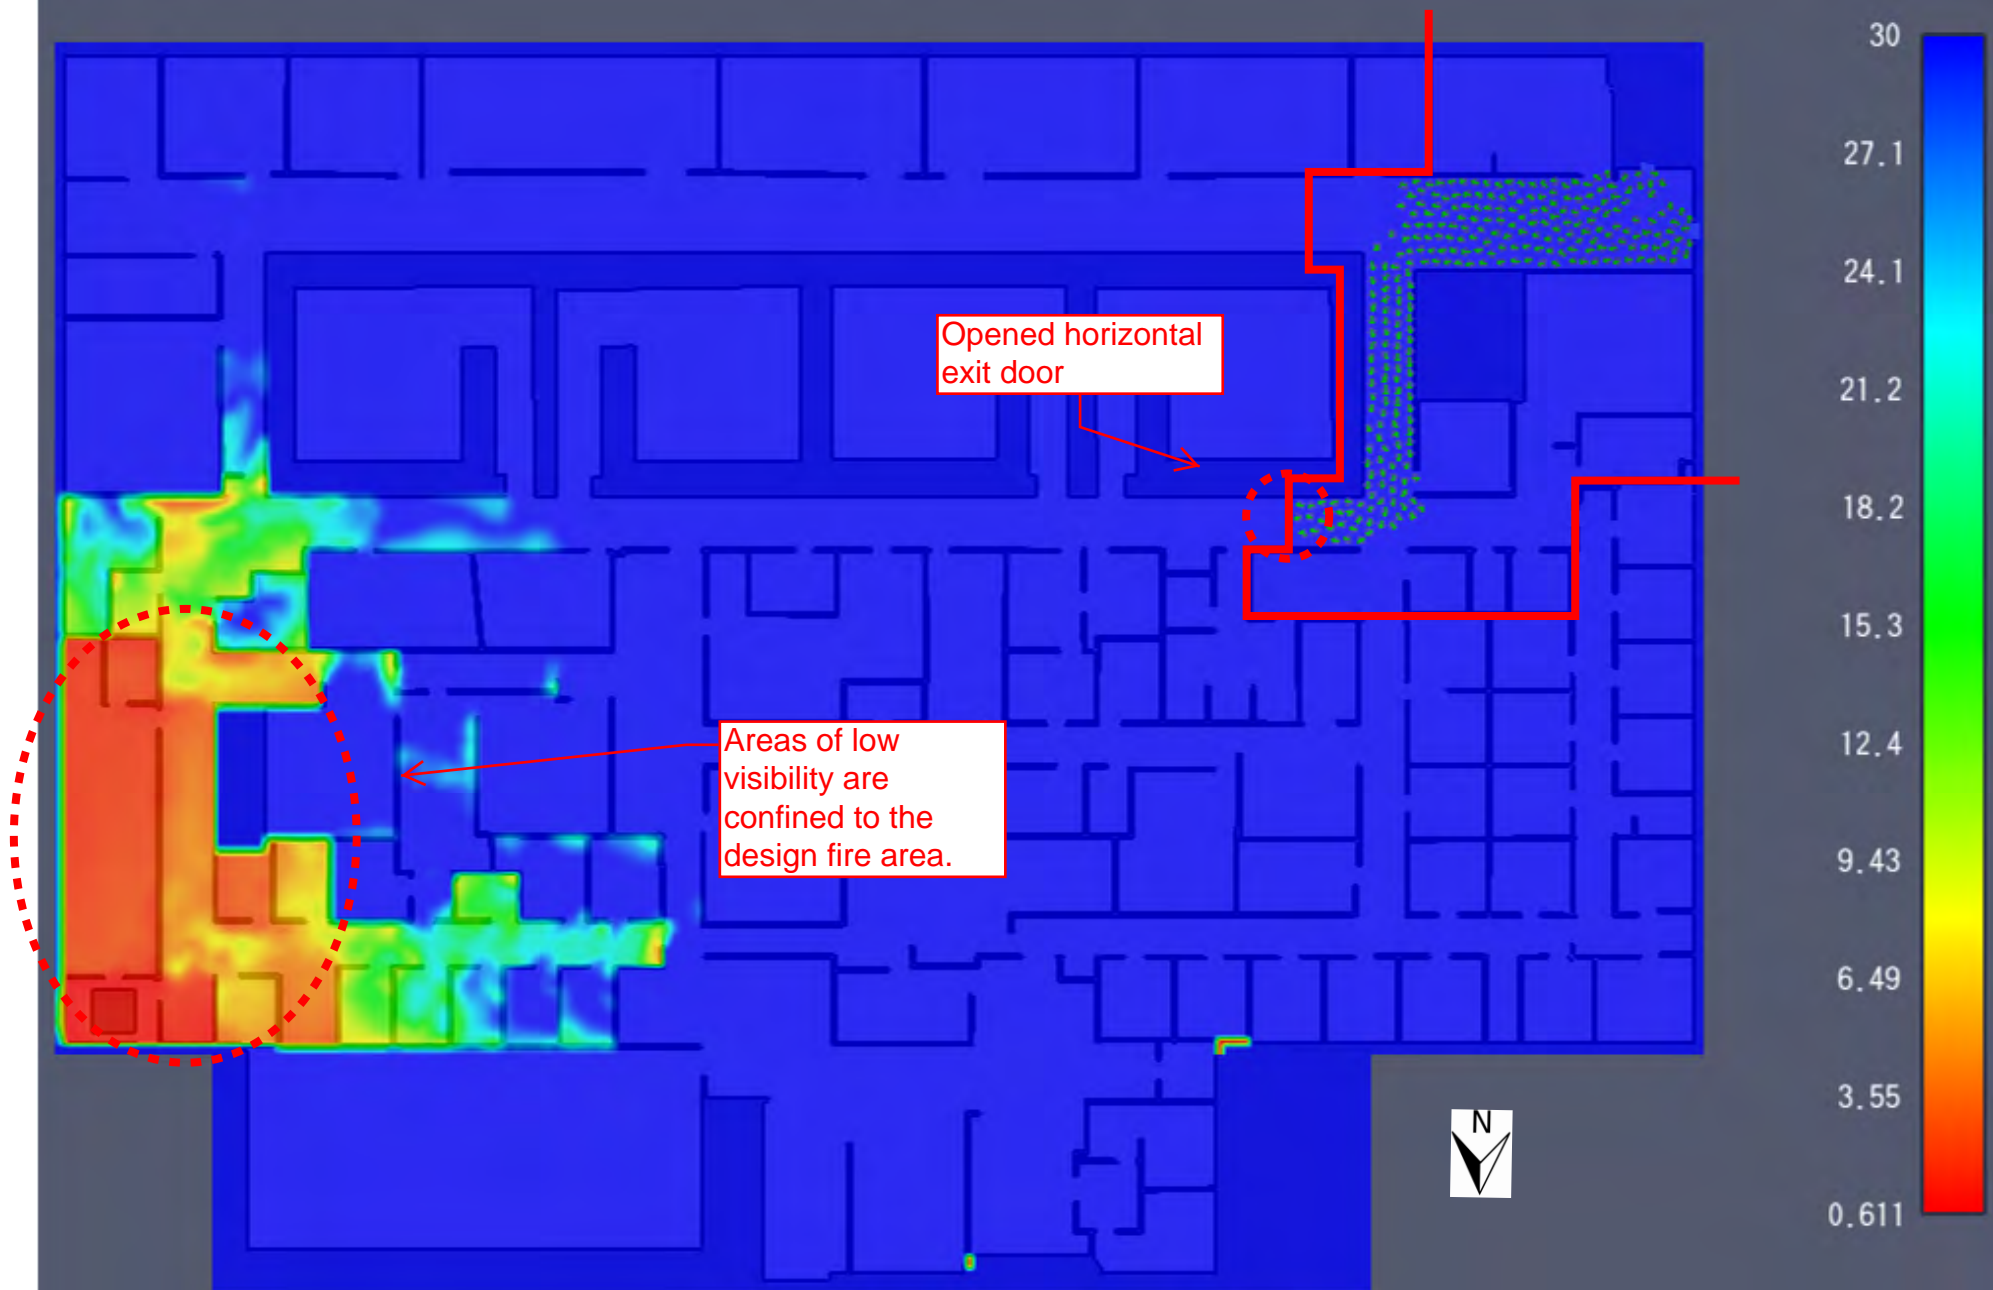 30
27.1
24.1
21.2
18.2
15.3
12.4
9.43
6.49
3.55
0.611
Opened horizontal
exit door
Areas of low
visibility are
confined to the
design fire area.
N